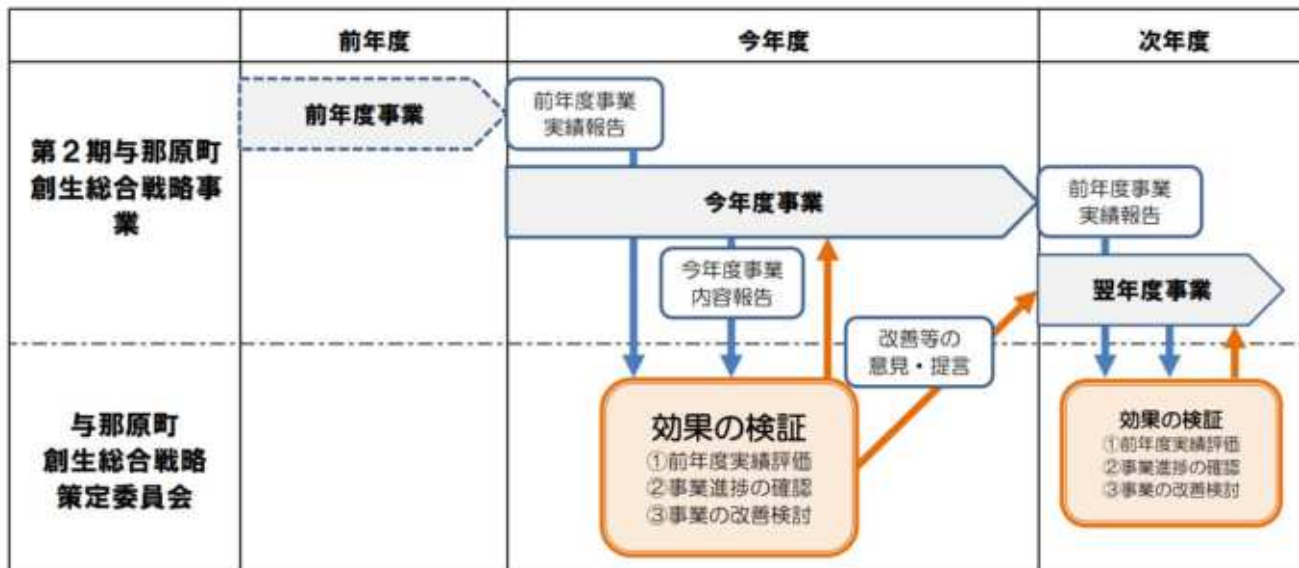 前年度
今年度
次年度
第２期与那原町
創生総合戦略事
業
前年度事業
前年度事業
実績報告
今年度事業
前年度事業
実績報告
今年度事業
内容報告
翌年度事業
改善等の
意見・提言
与那原町
創生総合戦略
策定委員会
効果の検証
①前年度実績評価
②事業進捗の確認
③事業の改善検討
効果の検証
①前年度実績評価
②事業進捗の確認
③事業の改善検討